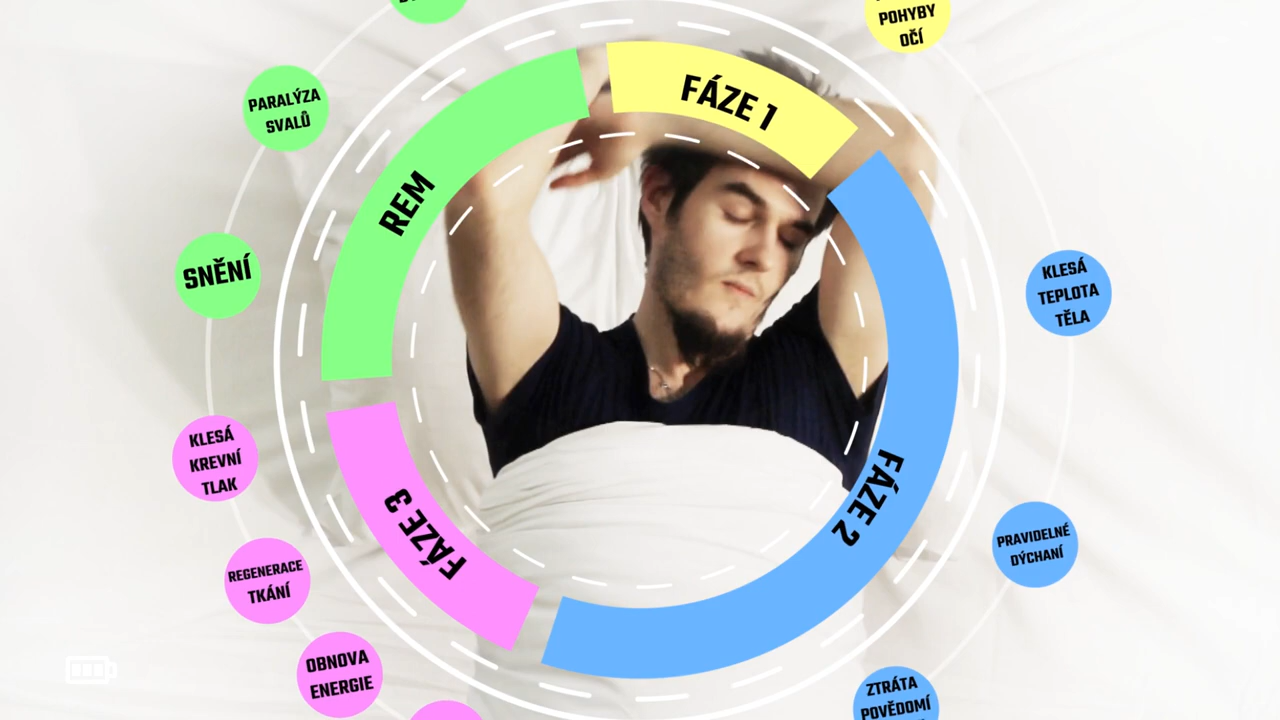 POHYBY
OČÍ
FÁZE 1
PARALÝZA
SVALŮ
REM
SNĚNÍ
KLESÁ
TEPLOTA
TĚLA
KLESÁ
KREVNÍ
TLAK
FÁZE 3
FÁZE 2
PRAVIDELNÉ
DÝCHANÍ
REGENERACE
TKÁNÍ
OBNOVA
ENERGIE
ZTRÁTA
POVĚDOMÍ